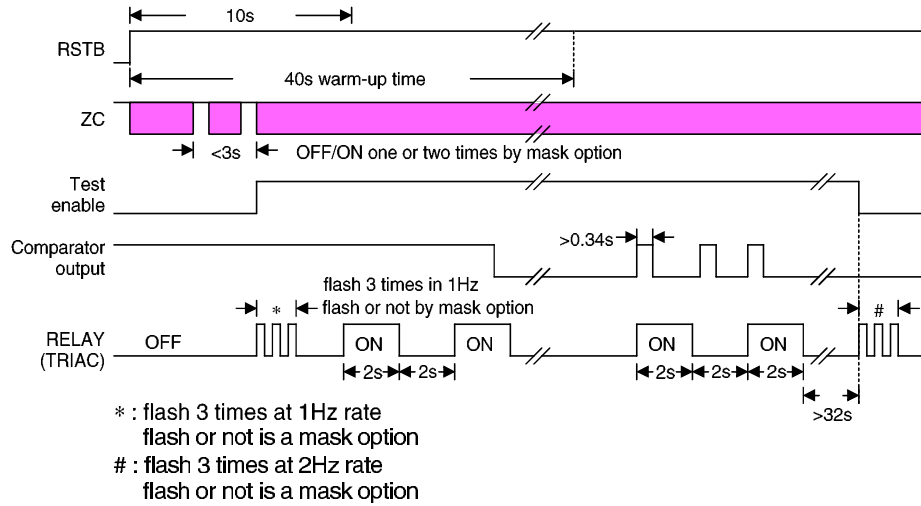 10s
RSTB
40s warm-up time
ZC
<3s
OFF/ON one or two times by mask option
Test
enable
Comparator
output
>0.34s
flash 3 times in 1Hz
flash or not by mask option
*
#
RELAY
(TRIAC)
OFF
ON
ON
ON
ON
2s
2s
2s
2s
2s
>32s
* : flash 3 times at 1Hz rate
flash or not is a mask option
# : flash 3 times at 2Hz rate
flash or not is a mask option